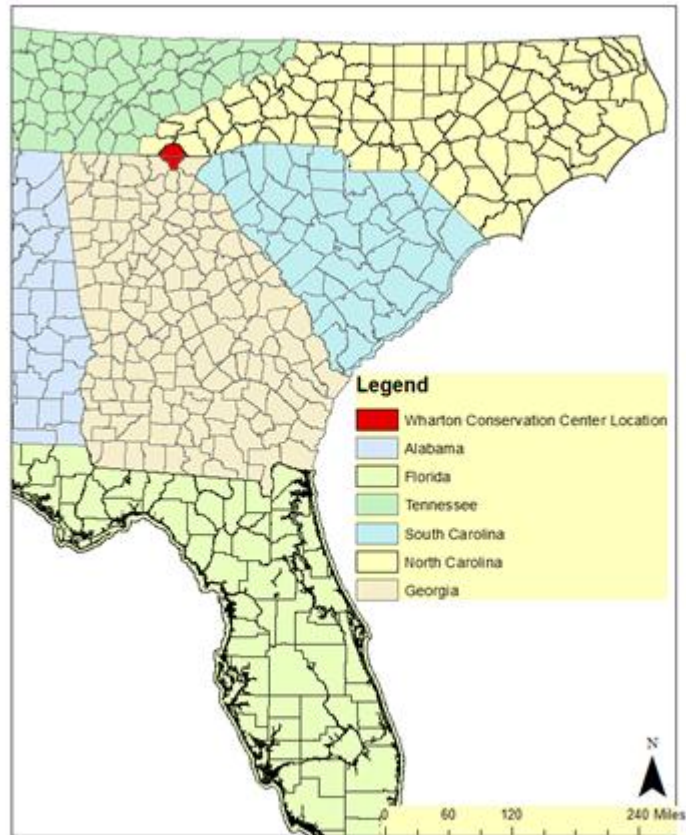 Legend
Wharton Conservation Center Location
Alabama
Florida
Tennessee
South Carolina
North Carolina
Georgia
N
0 60 120 240 Miles